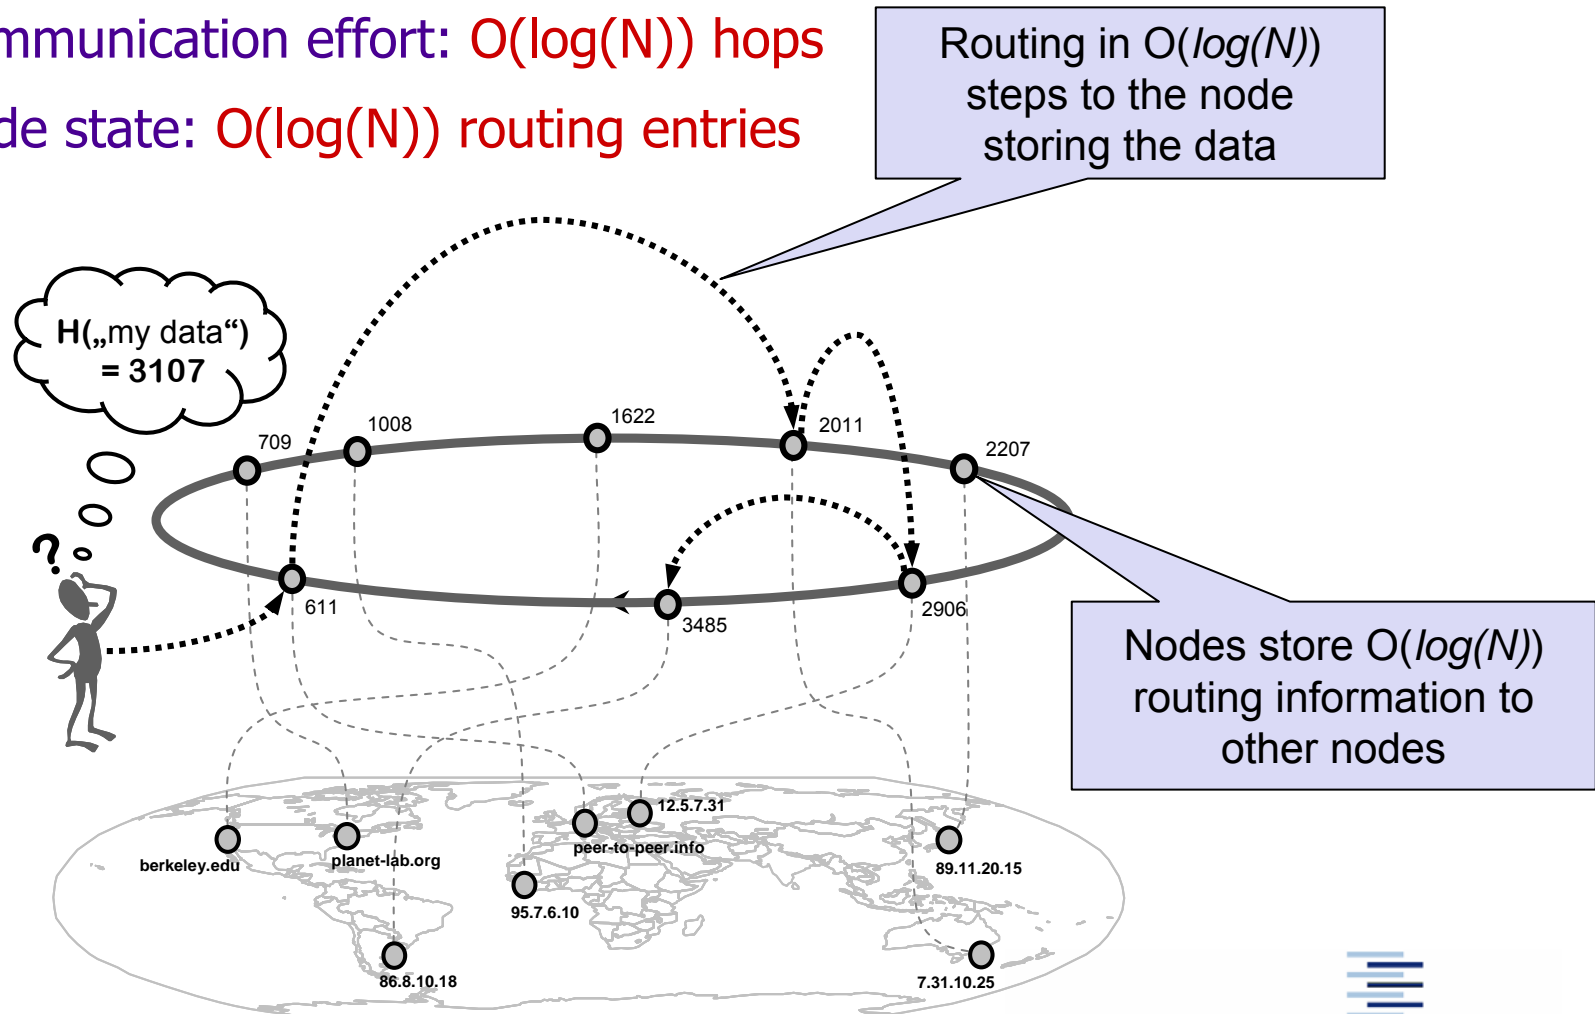 mmunication effort: O(log(N)) hops
de state: O(log(N)) routing entries
Routing in O(log(N))
steps to the node
storing the data
H(„my data“)
= 3107
?
709
1008
1622
2011
2207
611
3485
2906
Nodes store O(log(N))
routing information to
other nodes
12.5.7.31
berkeley.edu
planet-lab.org
peer-to-peer.info
89.11.20.15
95.7.6.10
86.8.10.18
7.31.10.25